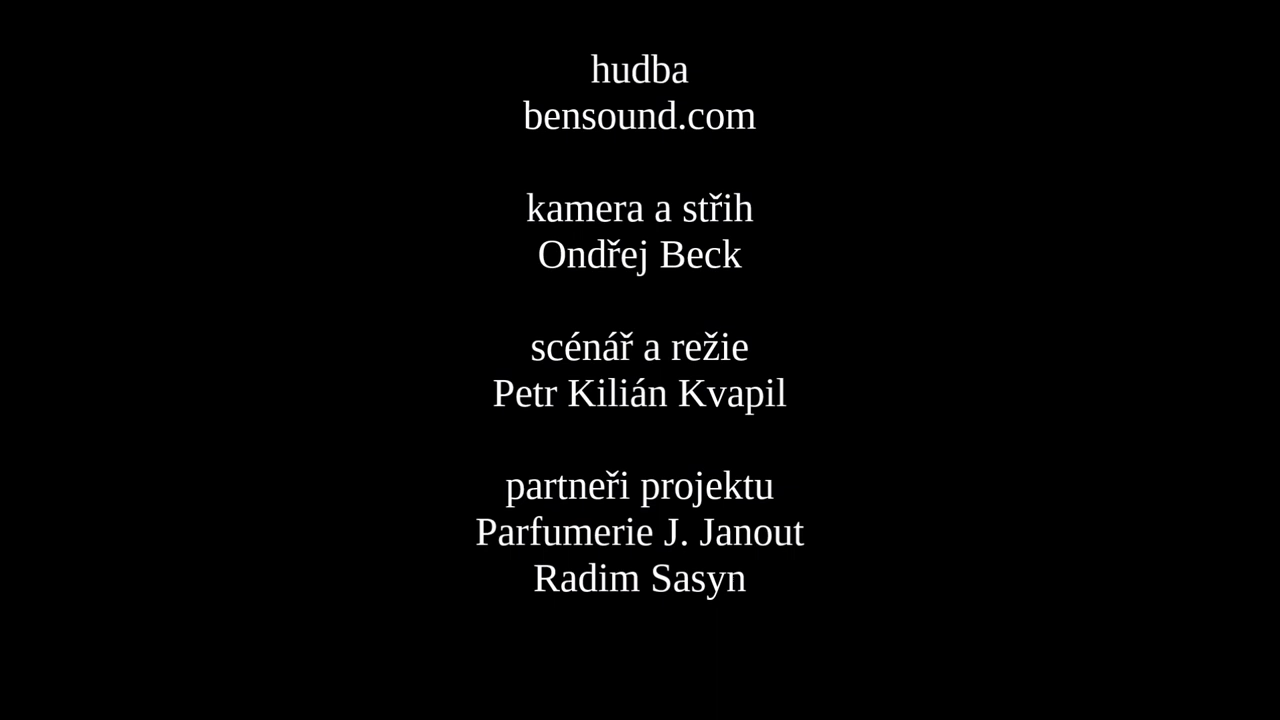 hudba
bensound.com
kamera a střih
Ondřej Beck
scénář a režie
Petr Kilián Kvapil
partneři projektu
Parfumerie J. Janout
Radim Sasyn